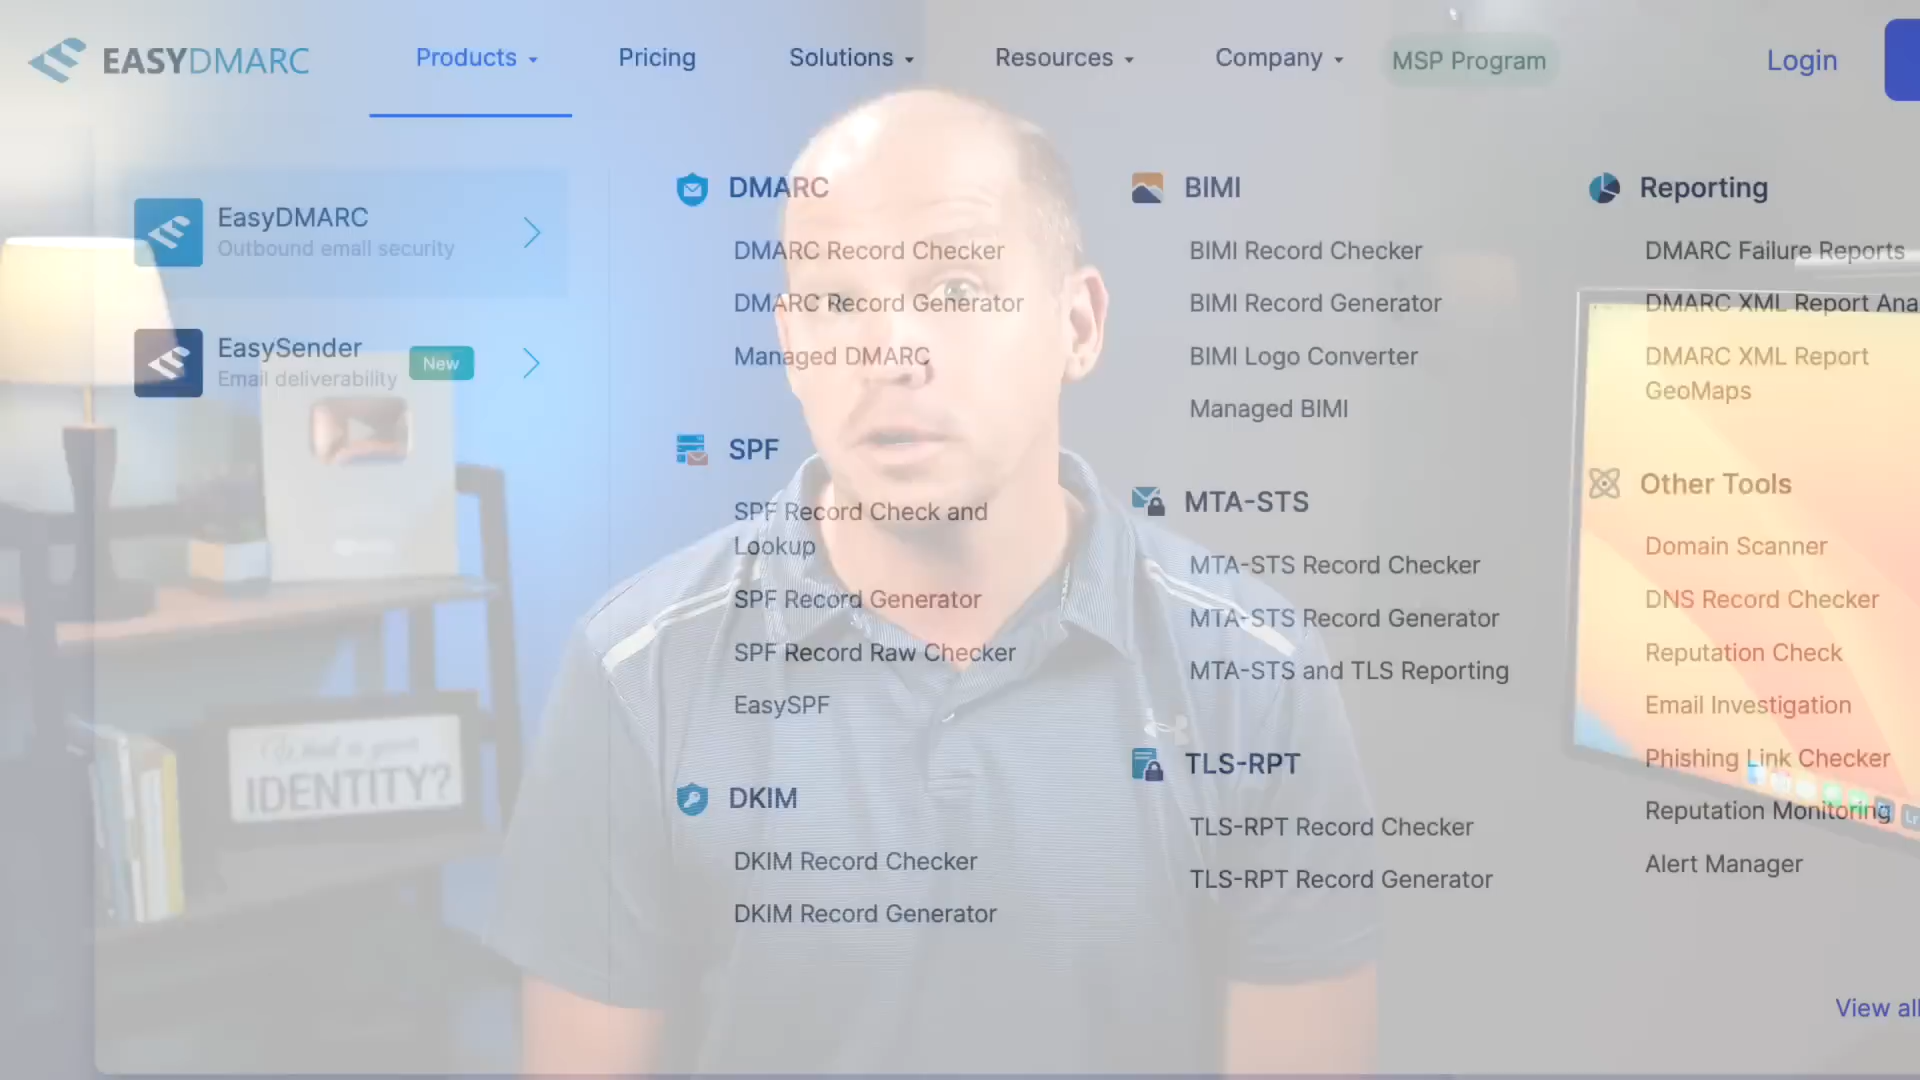 EASYDMARC
Products
Pricing
Solutions
Resources
Company
MSP Program
Login
EasyDMARC
Outbound email security
EasySender
Email deliverability
New
DMARC
DMARC Record Checker
DMARC Record Generator
Managed DMARC
SPF
SPF Record Check and
Lookup
SPF Record Generator
SPF Record Raw Checker
EasySPF
DKIM
DKIM Record Checker
DKIM Record Generator
BIMI
BIMI Record Checker
BIMI Record Generator
BIMI Logo Converter
Managed BIMI
MTA-STS
MTA-STS Record Checker
MTA-STS Record Generator
MTA-STS and TLS Reporting
TLS-RPT
TLS-RPT Record Checker
TLS-RPT Record Generator
Reporting
DMARC Failure Reports
DMARC XML Report Ana
DMARC XML Report
GeoMaps
Other Tools
Domain Scanner
DNS Record Checker
Reputation Check
Email Investigation
Phishing Link Checker
Reputation Monitoring
Alert Manager
View all
What is your
IDENTITY?